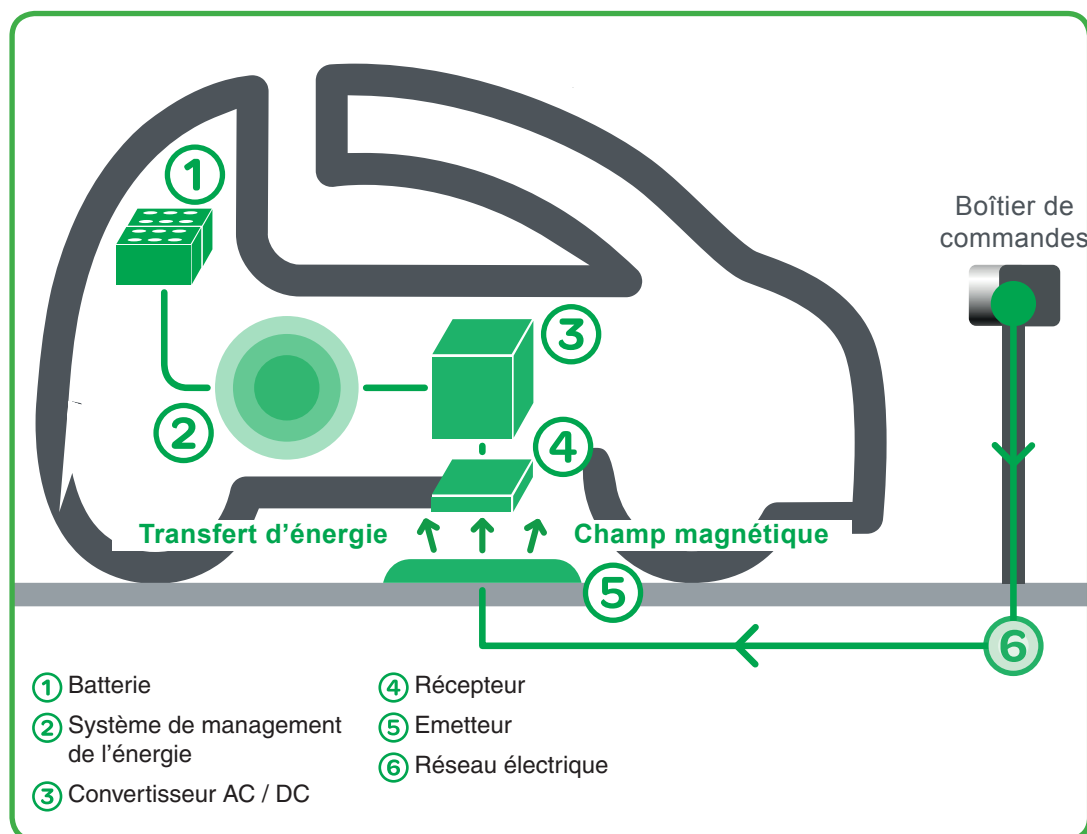 1
Boîtier de
commandes
3
2
4
Transfert d'énergie
Champ magnétique
5
6
1 Batterie
2 Système de management
de l'énergie
3 Convertisseur AC / DC
4 Récepteur
5 Emetteur
6 Réseau électrique